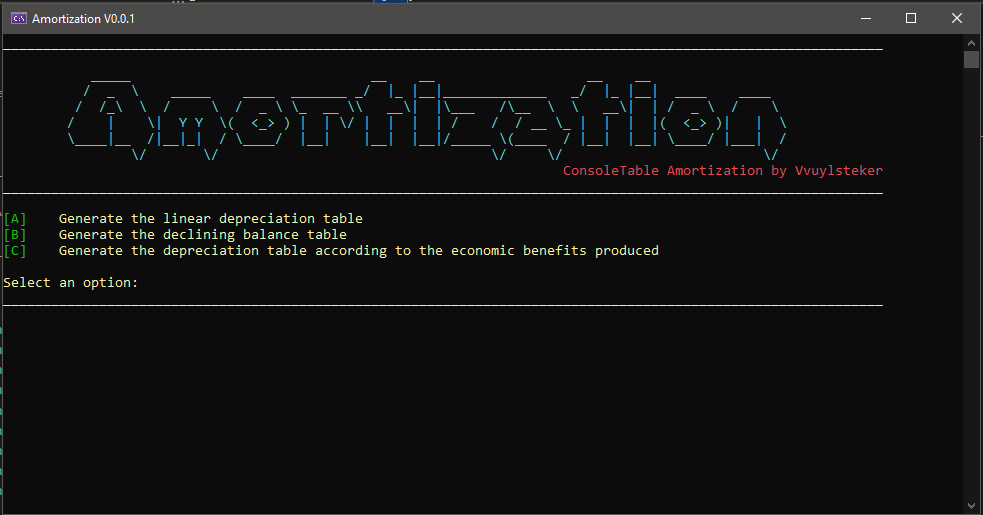 Amortization V0.0.1
Amortization
ConsoleTable Amortization by Vvuylsteker
[A] Generate the linear depreciation table
[B] Generate the declining balance table
[C] Generate the depreciation table according to the economic benefits produced
Select an option: